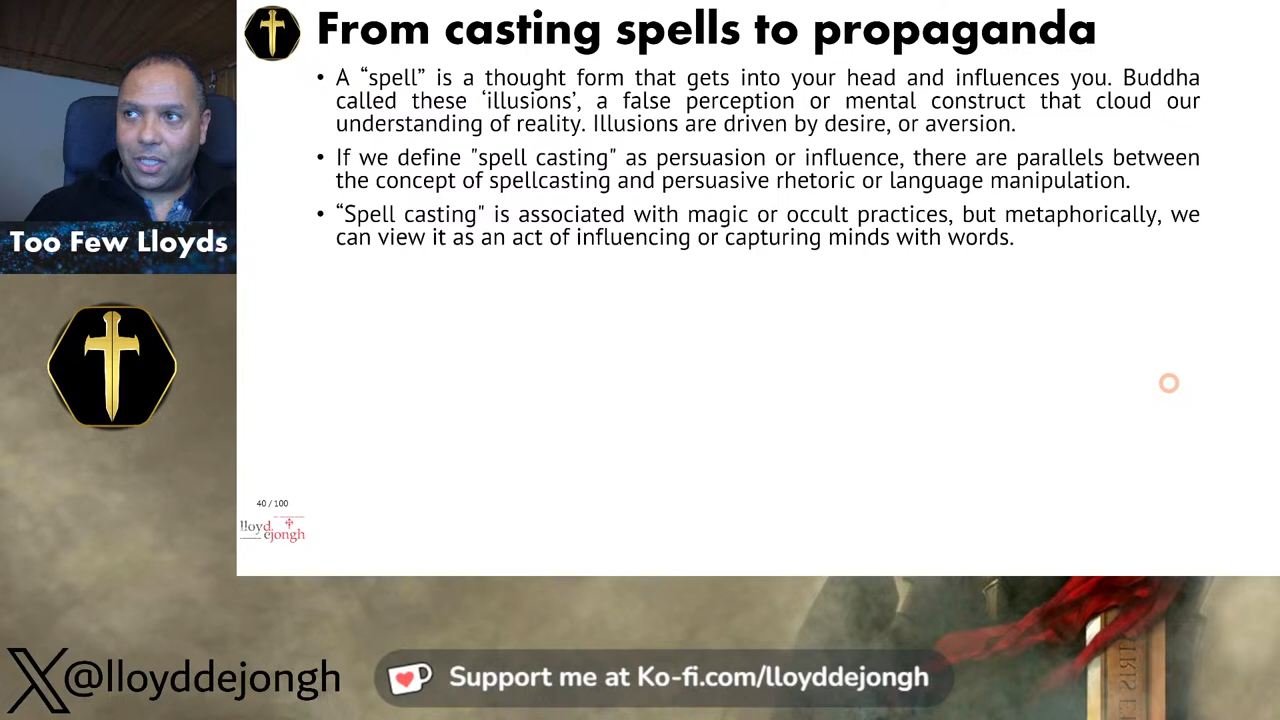 From casting spells to propaganda
• A “spell” is a thought form that gets into your head and influences you. Buddha
called these ‘illusions’, a false perception or mental construct that cloud our
understanding of reality. Illusions are driven by desire, or aversion.
• If we define "spell casting" as persuasion or influence, there are parallels between
the concept of spellcasting and persuasive rhetoric or language manipulation.
• “Spell casting" is associated with magic or occult practices, but metaphorically, we
can view it as an act of influencing or capturing minds with words.
Too Few Lloyds
40 / 100
lloyd
ejongh
X@lloyddejongh
Support me at Ko-fi.com/lloyddejongh